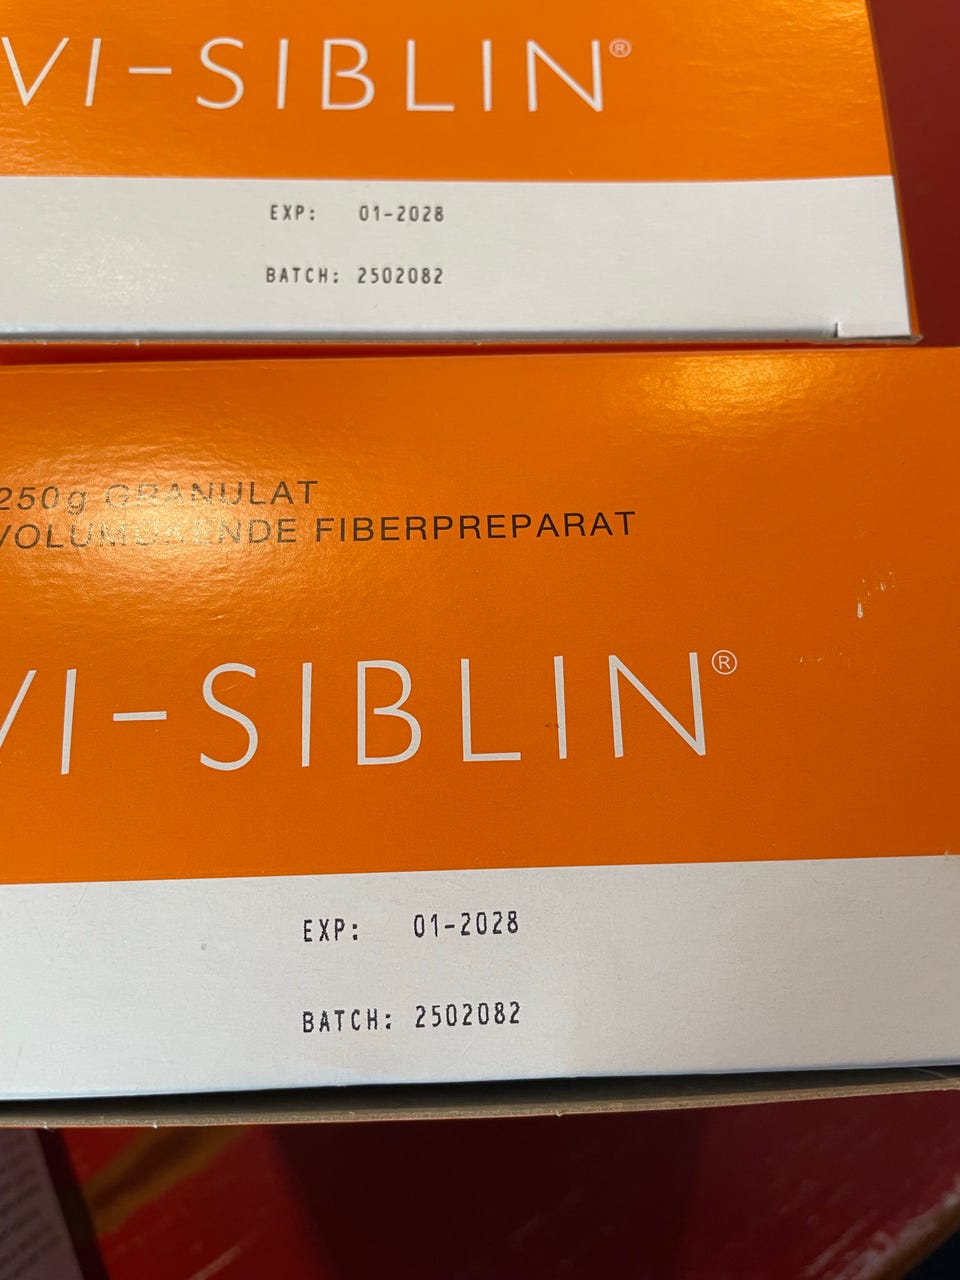 VI-SIBLIN®
EXP: 01-2028
BATCH: 2502082
250g GRANULAT
FIBERPREPARAT
VI-SIBLIN®
EXP: 01-2028
BATCH: 2502082